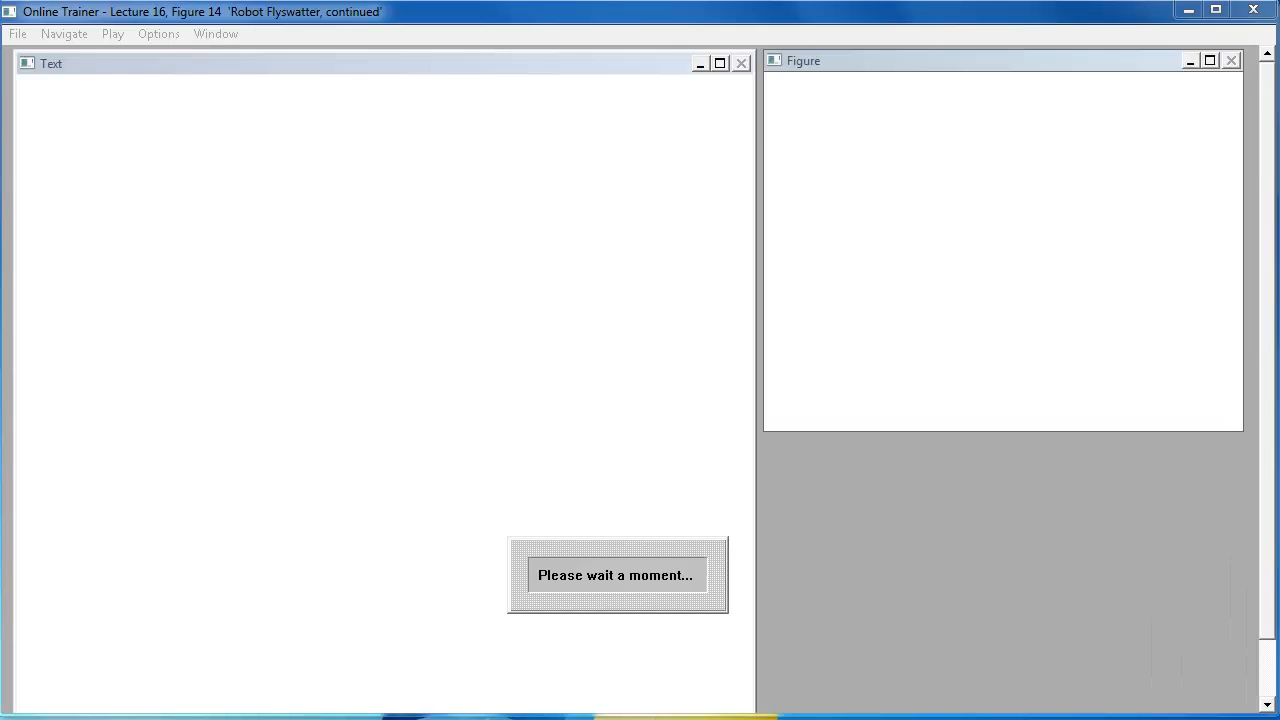 Online Trainer - Lecture 16, Figure 14 'Robot Flyswatter, continued'
File Navigate Play Options Window
Text
Figure
Please wait a moment...